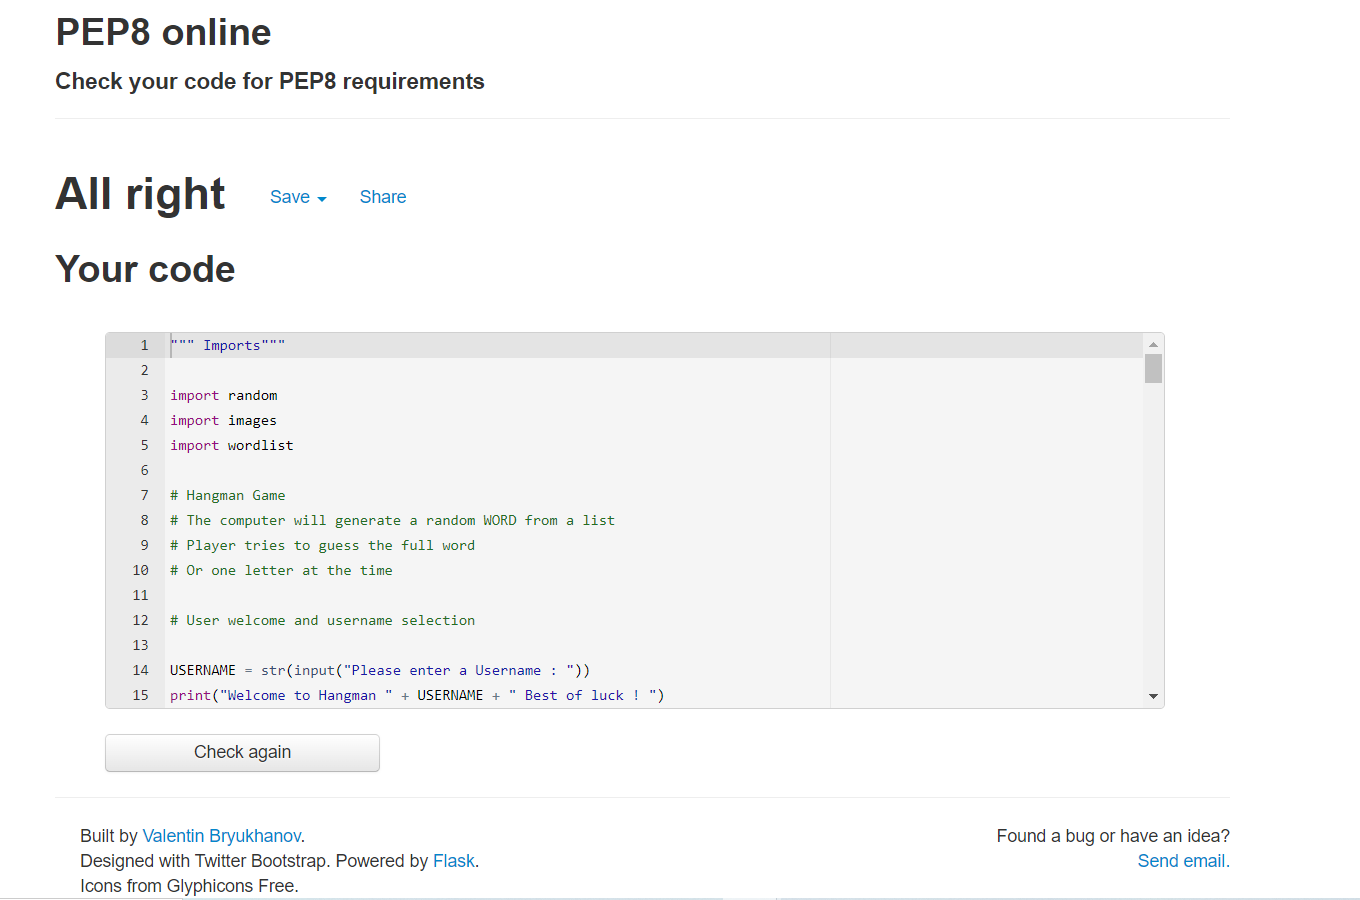 PEP8 online
Check your code for PEP8 requirements
All right Save Share
Your code
1 """ Imports"""
2
3 import random
4 import images
5 import wordlist
6
7 # Hangman Game
8 # The computer will generate a random WORD from a list
9 # Player tries to guess the full word
10 # Or one letter at the time
11
12 # User welcome and username selection
13
14 USERNAME = str(input("Please enter a Username : "))
15 print("Welcome to Hangman " + USERNAME + " Best of luck ! ")
Check again
Built by Valentin Bryukhanov. Found a bug or have an idea?
Designed with Twitter Bootstrap. Powered by Flask. Send email.
Icons from Glyphicons Free.